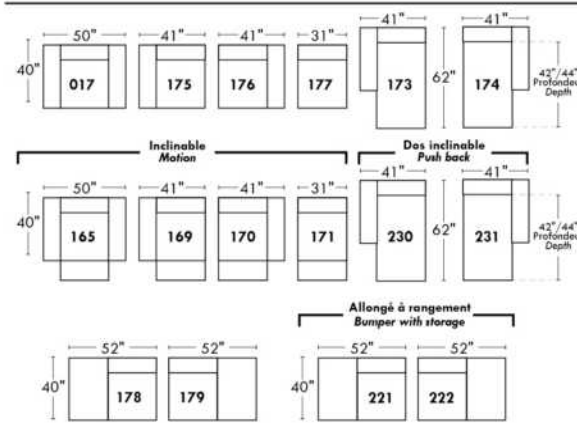 50" 41" 41" 31" 41" 41"
40" 017 175 176 177 173 62" 174 42"/44"
Profondeu
Depth
Inclinable
Motion
Dos inclinable
Push back
50" 41" 41" 31" 41" 41"
40" 165 169 170 171 230 62" 231 42"/44"
Profondeu
Depth
Allongé à rangement
Bumper with storage
52" 52" 52" 52"
40" 178 179 40" 221 222